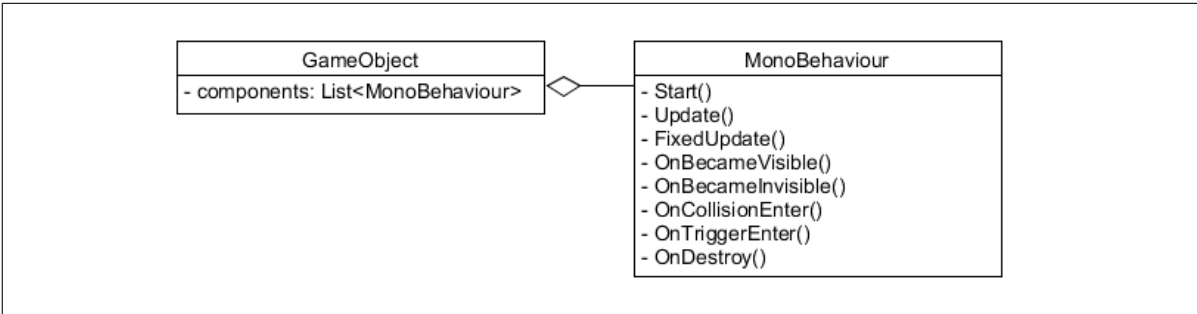 GameObject
- components: List<MonoBehaviour>
MonoBehaviour
- Start()
- Update()
- FixedUpdate()
- OnBecameVisible()
- OnBecameInvisible()
- OnCollisionEnter()
- OnTriggerEnter()
- OnDestroy()